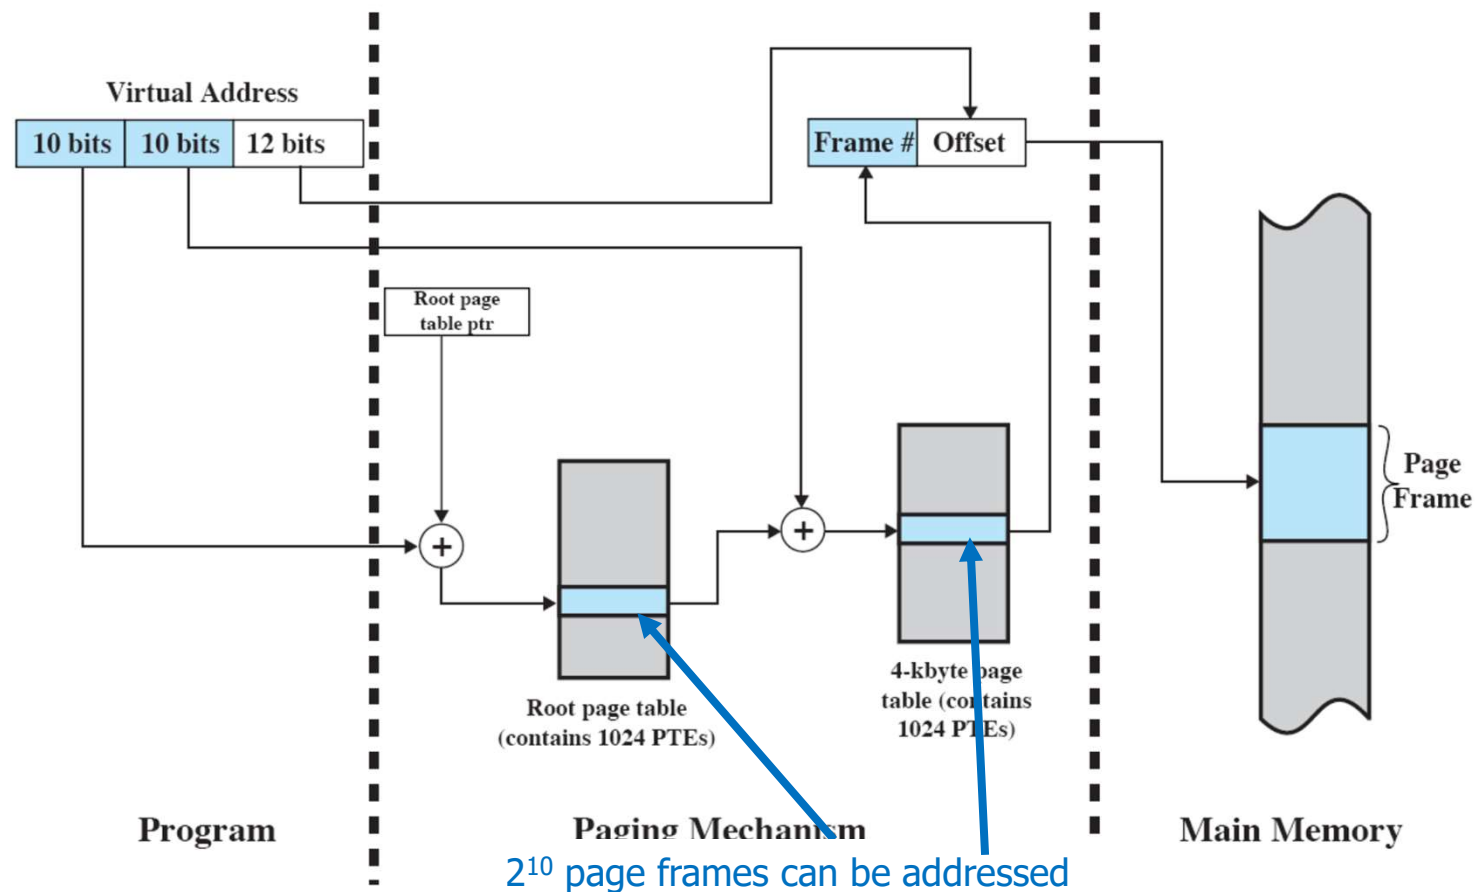 Virtual Address
10 bits 10 bits 12 bits
Frame # Offset
Root page
table ptr
+
+
Page
Frame
4-kbyte page
table (contains
1024 PTEs)
Root page table
(contains 1024 PTEs)
Program
Paging Mechanism
Main Memory
2¹⁰ page frames can be addressed